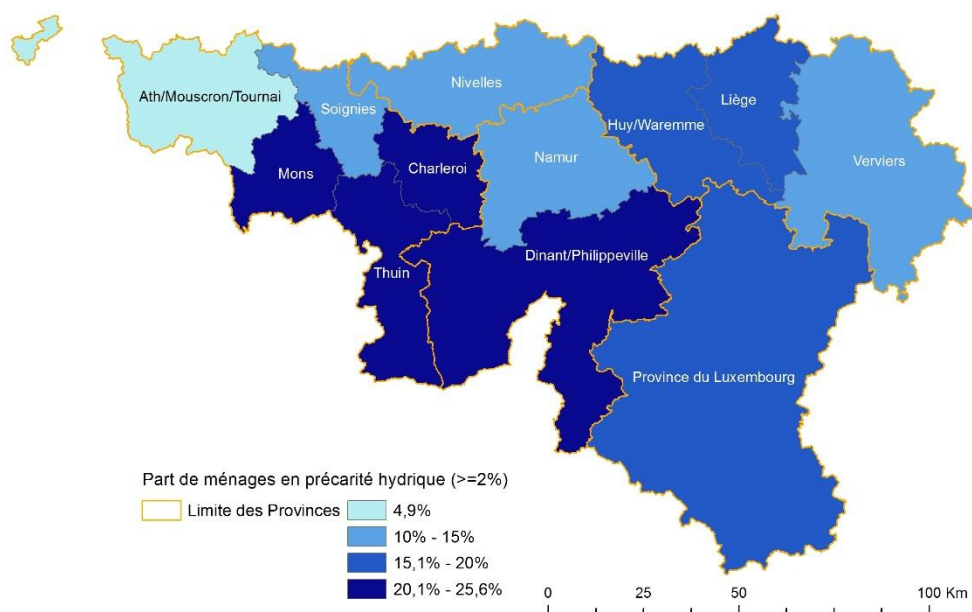 Ath/Mouscron/Tournai
Soignies
Nivelles
Mons
Charleroi
Namur
Huy/Waremme
Liège
Verviers
Thuin
Dinant/Philippeville
Province du Luxembourg
Part de ménages en précarité hydrique (>=2%)
Limite des Provinces
4,9%
10% - 15%
15,1% - 20%
20,1% - 25,6%
0 25 50 100 Km